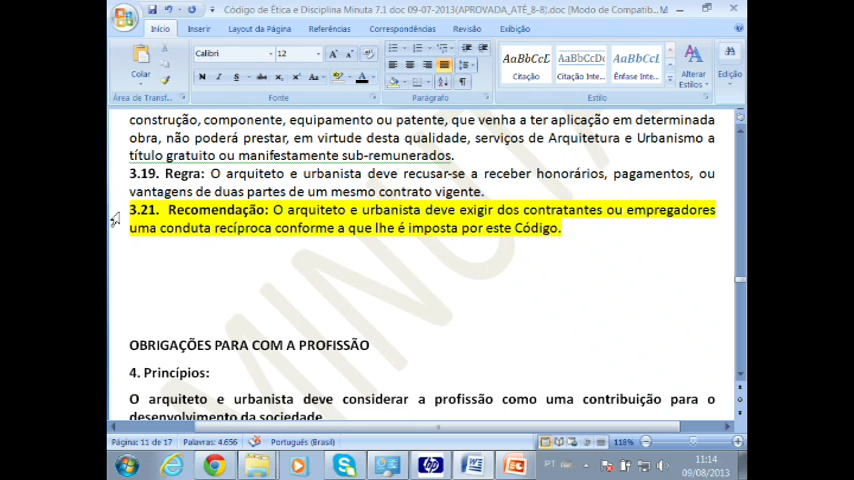 Código de Ética e Disciplina Minuta 7.1 doc 09-07-2013(APROVADA_ATÉ_8-8).doc [Modo de Compatib...
Início Inserir Layout da Página Referências Correspondências Revisão Exibição
Calibri 12
AaBbCcD AaBbCcDc AaBbCcDc
Colar
Citação Citação Inte... Ênfase Inte...
Alterar Estilos
Edição
Área de Transf... Fonte Parágrafo Estilo
construção, componente, equipamento ou patente, que venha a ter aplicação em determinada
obra, não poderá prestar, em virtude desta qualidade, serviços de Arquitetura e Urbanismo a
título gratuito ou manifestamente sub-remunerados.
3.19. Regra: O arquiteto e urbanista deve recusar-se a receber honorários, pagamentos, ou
vantagens de duas partes de um mesmo contrato vigente.
3.21. Recomendação: O arquiteto e urbanista deve exigir dos contratantes ou empregadores
uma conduta recíproca conforme a que lhe é imposta por este Código.
OBRIGAÇÕES PARA COM A PROFISSÃO
4. Princípios:
O arquiteto e urbanista deve considerar a profissão como uma contribuição para o
desenvolvimento da sociedade
Página: 11 de 17 Palavras: 4.656 Português (Brasil) 118%
PT 11:14
09/08/2013